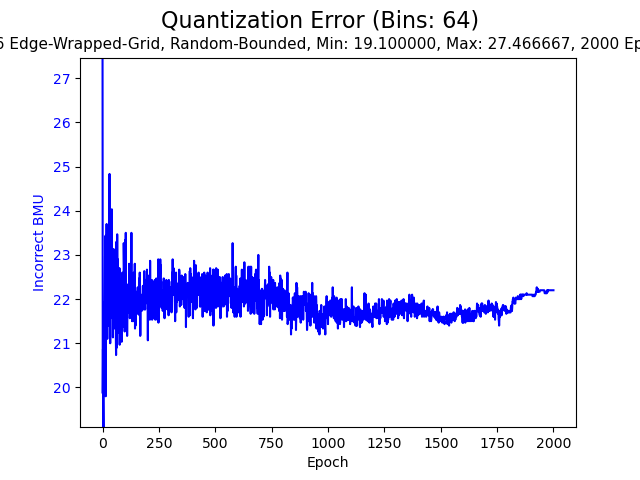 Quantization Error (Bins: 64)
6 Edge-Wrapped-Grid, Random-Bounded, Min: 19.100000, Max: 27.466667, 2000 Ep
27
26
25
24
23
22
21
20
Incorrect BMU
0 250 500 750 1000 1250 1500 1750 2000
Epoch